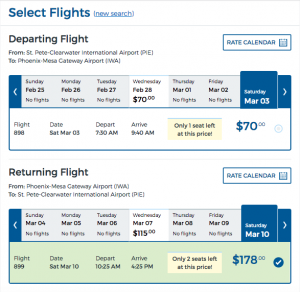 Select Flights (new search)
Departing Flight
From: St. Pete-Clearwater International Airport (PIE)
To: Phoenix-Mesa Gateway Airport (IWA)
RATE CALENDAR
Sunday Monday Tuesday Wednesday Thursday Friday Saturday
Feb 25 Feb 26 Feb 27 Feb 28 Mar 01 Mar 02 Mar 03
No flights No flights No flights $70.00 No flights No flights
Flight Date Depart Arrive Only 1 seat left $70.00
898 Sat Mar 03 7:30 AM 9:40 AM at this price!
Returning Flight
From: Phoenix-Mesa Gateway Airport (IWA)
To: St. Pete-Clearwater International Airport (PIE)
RATE CALENDAR
Sunday Monday Tuesday Wednesday Thursday Friday Saturday
Mar 04 Mar 05 Mar 06 Mar 07 Mar 08 Mar 09 Mar 10
No flights No flights No flights $115.00 No flights No flights
Flight Date Depart Arrive Only 2 seats left $178.00
899 Sat Mar 10 10:25 AM 4:25 PM at this price!